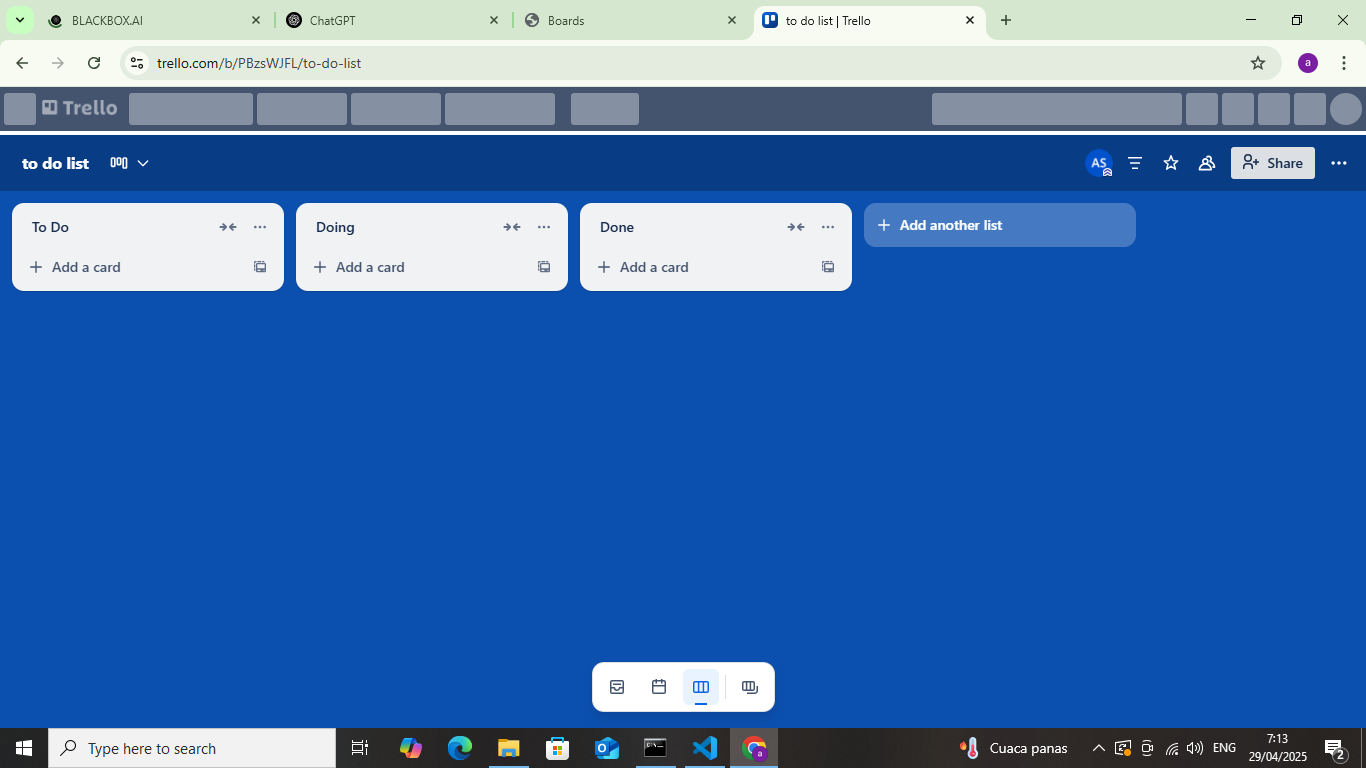 BLACKBOX.AI
ChatGPT
Boards
to do list | Trello
trello.com/b/PBzsWJFL/to-do-list
a
Trello
to do list
AS
Share
To Do
Doing
Done
Add another list
Add a card
Add a card
Add a card
Type here to search
a
Cuaca panas
ENG
7:13
29/04/2025
2